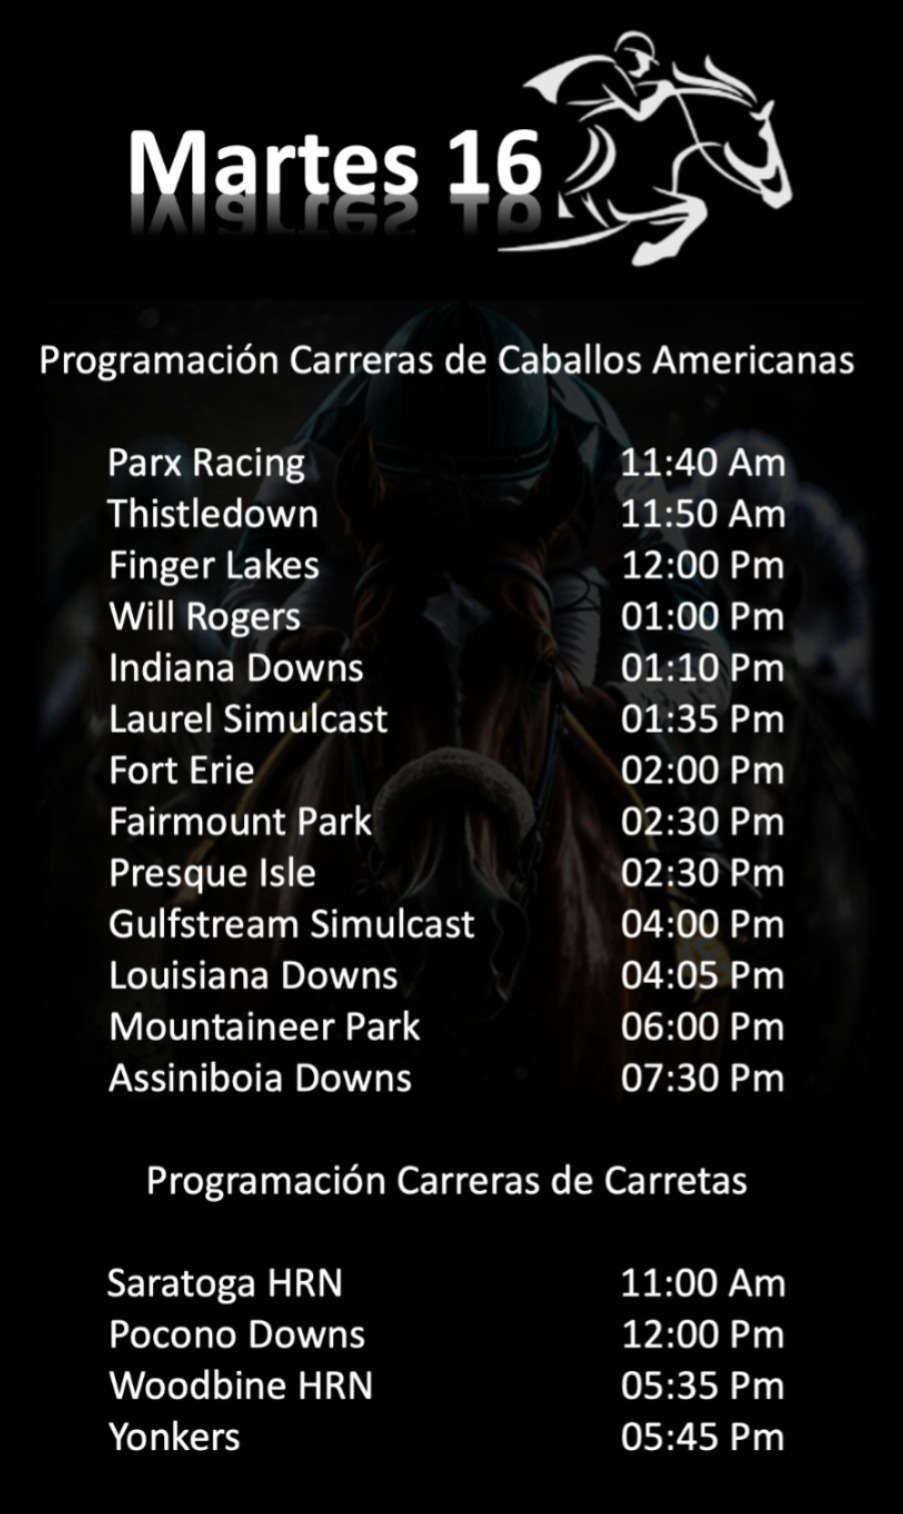 Martes 16
Programación Carreras de Caballos Americanas
Parx Racing 11:40 Am
Thistledown 11:50 Am
Finger Lakes 12:00 Pm
Will Rogers 01:00 Pm
Indiana Downs 01:10 Pm
Laurel Simulcast 01:35 Pm
Fort Erie 02:00 Pm
Fairmount Park 02:30 Pm
Presque Isle 02:30 Pm
Gulfstream Simulcast 04:00 Pm
Louisiana Downs 04:05 Pm
Mountaineer Park 06:00 Pm
Assiniboia Downs 07:30 Pm
Programación Carreras de Carretas
Saratoga HRN 11:00 Am
Pocono Downs 12:00 Pm
Woodbine HRN 05:35 Pm
Yonkers 05:45 Pm